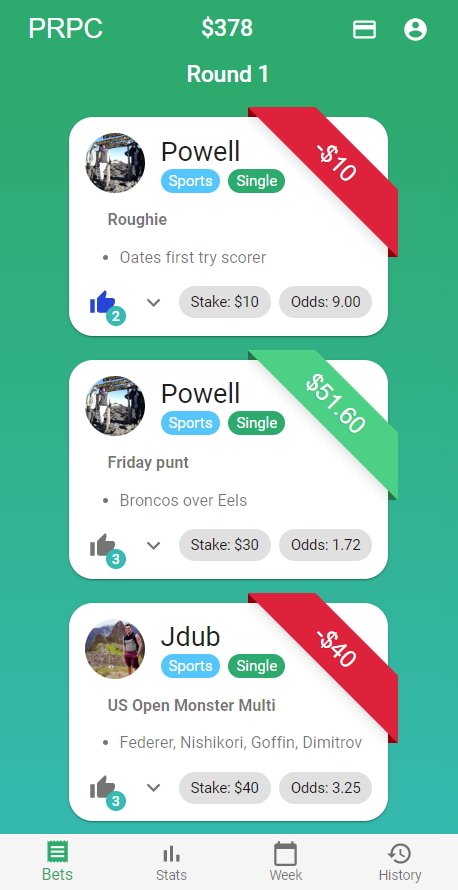 PRPC $378
Round 1
Powell
-$10
Sports Single
Roughie
• Oates first try scorer
2 Stake: $10 Odds: 9.00
Powell
$51.60
Sports Single
Friday punt
• Broncos over Eels
3 Stake: $30 Odds: 1.72
Jdub
-$40
Sports Single
US Open Monster Multi
• Federer, Nishikori, Goffin, Dimitrov
3 Stake: $40 Odds: 3.25
Bets Stats Week History